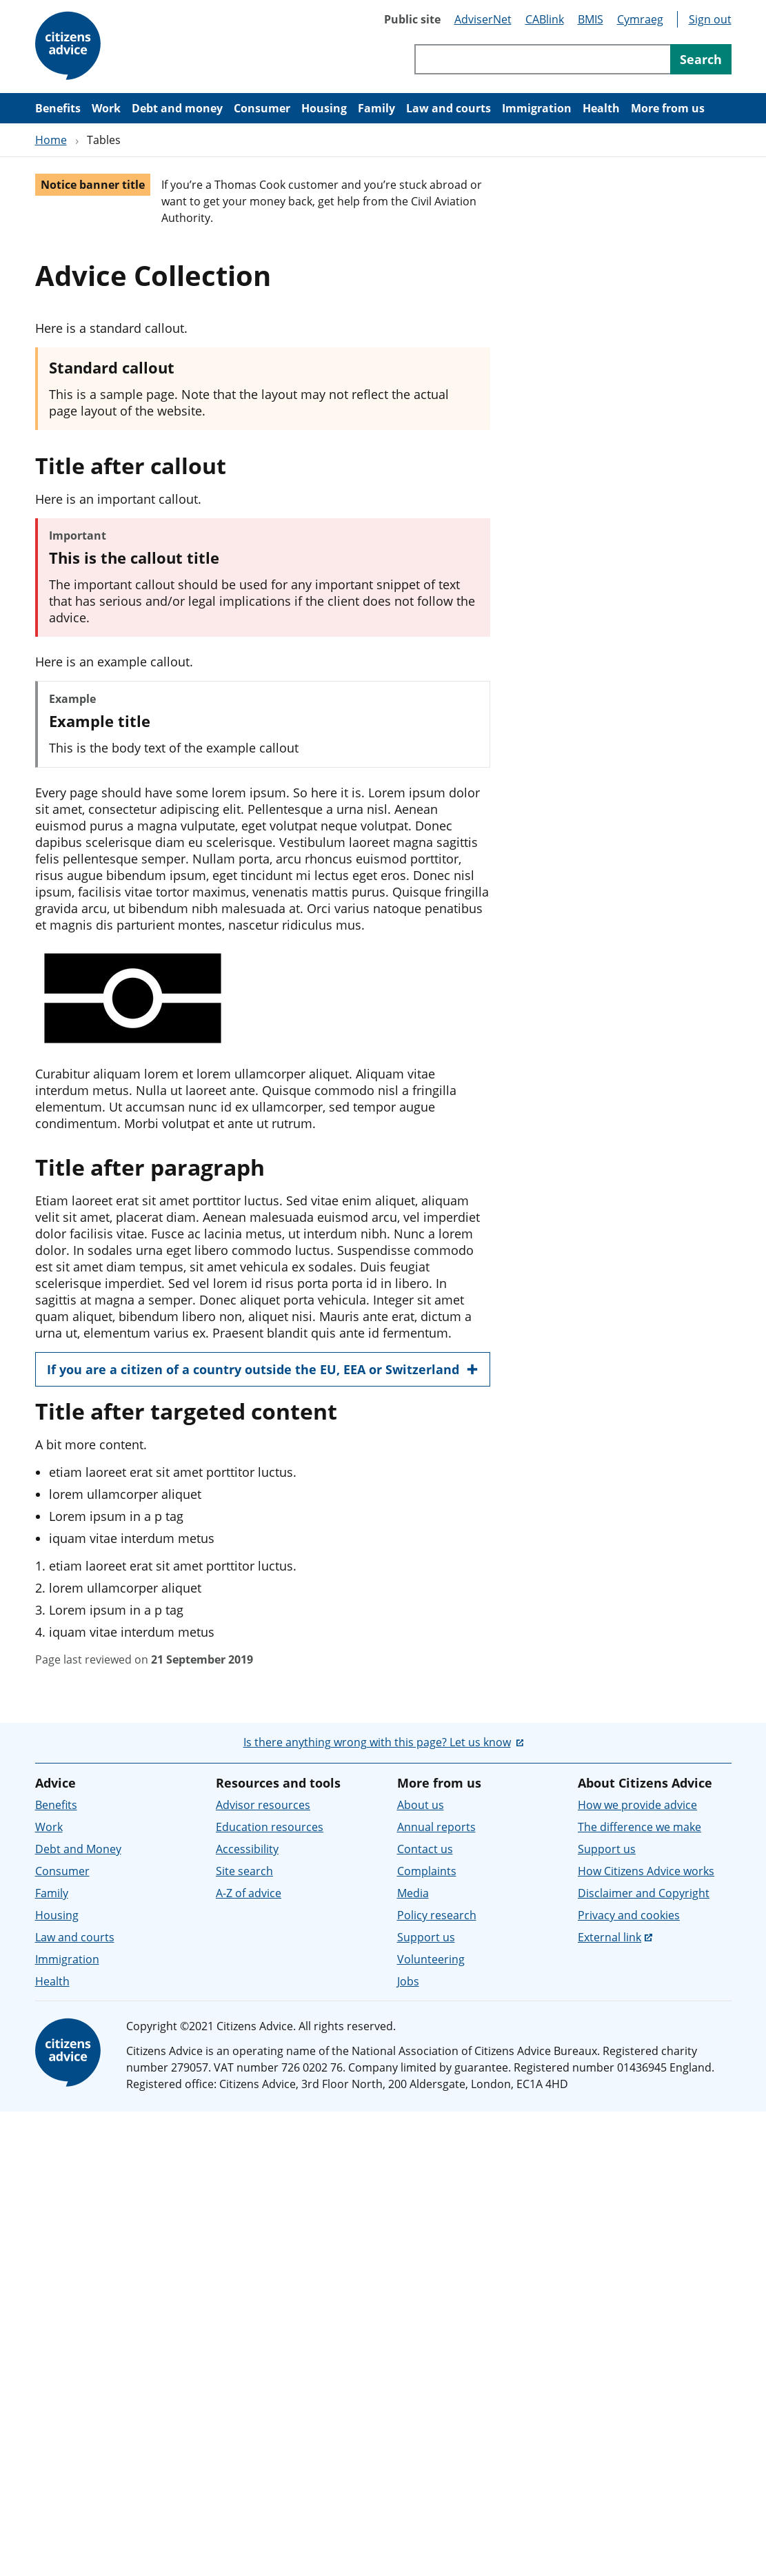 citizens
advice
Public site AdviserNet CABlink BMIS Cymraeg Sign out
Search
Benefits Work Debt and money Consumer Housing Family Law and courts Immigration Health More from us
Home › Tables
Notice banner title
If you’re a Thomas Cook customer and you’re stuck abroad or
want to get your money back, get help from the Civil Aviation
Authority.
Advice Collection
Here is a standard callout.
Standard callout
This is a sample page. Note that the layout may not reflect the actual
page layout of the website.
Title after callout
Here is an important callout.
Important
This is the callout title
The important callout should be used for any important snippet of text
that has serious and/or legal implications if the client does not follow the
advice.
Here is an example callout.
Example
Example title
This is the body text of the example callout
Every page should have some lorem ipsum. So here it is. Lorem ipsum dolor
sit amet, consectetur adipiscing elit. Pellentesque a urna nisl. Aenean
euismod purus a magna vulputate, eget volutpat neque volutpat. Donec
dapibus scelerisque diam eu scelerisque. Vestibulum laoreet magna sagittis
felis pellentesque semper. Nullam porta, arcu rhoncus euismod porttitor,
risus augue bibendum ipsum, eget tincidunt mi lectus eget eros. Donec nisl
ipsum, facilisis vitae tortor maximus, venenatis mattis purus. Quisque fringilla
gravida arcu, ut bibendum nibh malesuada at. Orci varius natoque penatibus
et magnis dis parturient montes, nascetur ridiculus mus.
Curabitur aliquam lorem et lorem ullamcorper aliquet. Aliquam vitae
interdum metus. Nulla ut laoreet ante. Quisque commodo nisl a fringilla
elementum. Ut accumsan nunc id ex ullamcorper, sed tempor augue
condimentum. Morbi volutpat et ante ut rutrum.
Title after paragraph
Etiam laoreet erat sit amet porttitor luctus. Sed vitae enim aliquet, aliquam
velit sit amet, placerat diam. Aenean malesuada euismod arcu, vel imperdiet
dolor facilisis vitae. Fusce ac lacinia metus, ut interdum nibh. Nunc a lorem
dolor. In sodales urna eget libero commodo luctus. Suspendisse commodo
est sit amet diam tempus, sit amet vehicula ex sodales. Duis feugiat
scelerisque imperdiet. Sed vel lorem id risus porta porta id in libero. In
sagittis at magna a semper. Donec aliquet porta vehicula. Integer sit amet
quam aliquet, bibendum libero non, aliquet nisi. Mauris ante erat, dictum a
urna ut, elementum varius ex. Praesent blandit quis ante id fermentum.
If you are a citizen of a country outside the EU, EEA or Switzerland
Title after targeted content
A bit more content.
• etiam laoreet erat sit amet porttitor luctus.
• lorem ullamcorper aliquet
• Lorem ipsum in a p tag
• iquam vitae interdum metus
1. etiam laoreet erat sit amet porttitor luctus.
2. lorem ullamcorper aliquet
3. Lorem ipsum in a p tag
4. iquam vitae interdum metus
Page last reviewed on 21 September 2019
Is there anything wrong with this page? Let us know
Advice
Benefits
Work
Debt and Money
Consumer
Family
Housing
Law and courts
Immigration
Health
Resources and tools
Advisor resources
Education resources
Accessibility
Site search
A-Z of advice
More from us
About us
Annual reports
Contact us
Complaints
Media
Policy research
Support us
Volunteering
Jobs
About Citizens Advice
How we provide advice
The difference we make
Support us
How Citizens Advice works
Disclaimer and Copyright
Privacy and cookies
External link
citizens
advice
Copyright ©2021 Citizens Advice. All rights reserved.
Citizens Advice is an operating name of the National Association of Citizens Advice Bureaux. Registered charity
number 279057. VAT number 726 0202 76. Company limited by guarantee. Registered number 01436945 England.
Registered office: Citizens Advice, 3rd Floor North, 200 Aldersgate, London, EC1A 4HD